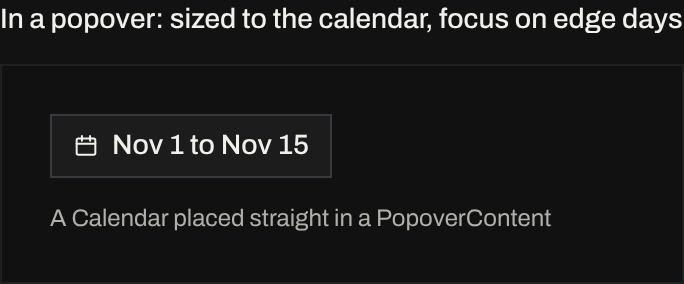 In a popover: sized to the calendar, focus on edge days
Nov 1 to Nov 15
A Calendar placed straight in a PopoverContent